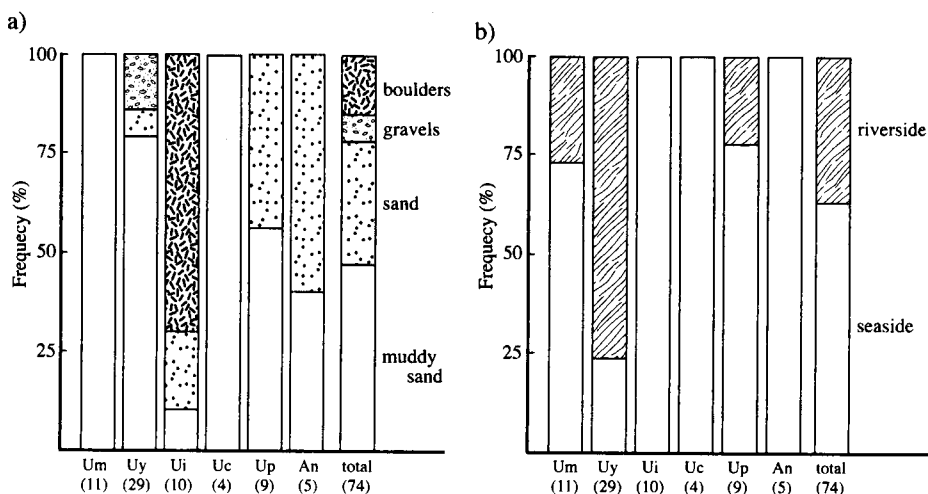 a)
100
75
50
25
Frequecy (%)
boulders
gravels
sand
muddy
sand
Um Uy Ui Uc Up An total
(11) (29) (10) (4) (9) (5) (74)
b)
100
75
50
25
Frequecy (%)
riverside
seaside
Um Uy Ui Uc Up An total
(11) (29) (10) (4) (9) (5) (74)